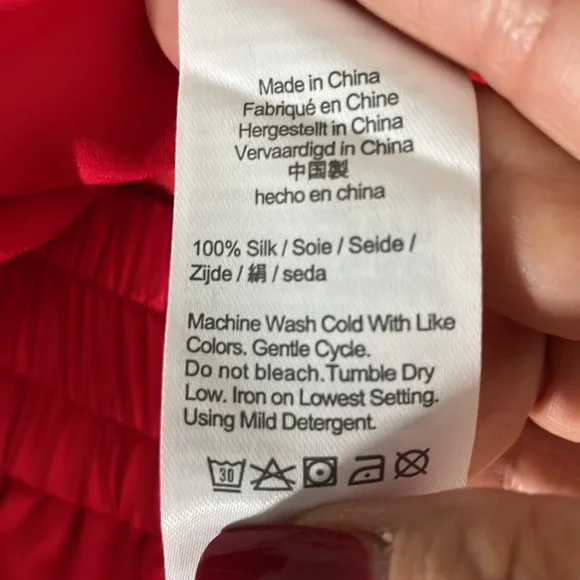 Made in China
Fabriqué en Chine
Hergestellt in China
Vervaardigd in China
中国製
hecho en china
100% Silk / Soie / Seide /
Zijde / 絹 / seda
Machine Wash Cold With Like
Colors. Gentle Cycle.
Do not bleach.Tumble Dry
Low. Iron on Lowest Setting.
Using Mild Detergent.
30